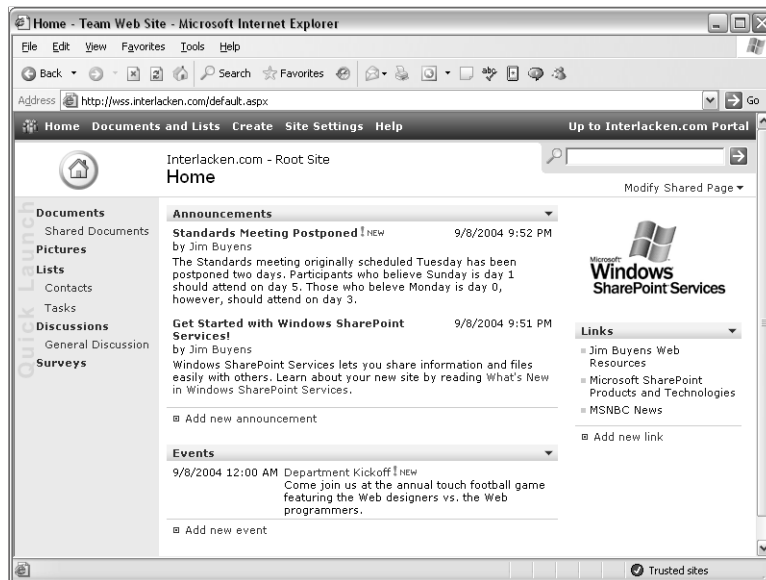 Home - Team Web Site - Microsoft Internet Explorer
File Edit View Favorites Tools Help
Back Search Favorites
Address http://wss.interlacken.com/default.aspx Go
Home Documents and Lists Create Site Settings Help Up to Interlacken.com Portal
Interlacken.com - Root Site
Home
Modify Shared Page
Quick Launch
Documents
Shared Documents
Pictures
Lists
Contacts
Tasks
Discussions
General Discussion
Surveys
Announcements
Standards Meeting Postponed ! NEW 9/8/2004 9:52 PM
by Jim Buyens
The Standards meeting originally scheduled Tuesday has been
postponed two days. Participants who believe Sunday is day 1
should attend on day 5. Those who beleve Monday is day 0,
however, should attend on day 3.
Get Started with Windows SharePoint 9/8/2004 9:51 PM
Services!
by Jim Buyens
Windows SharePoint Services lets you share information and files
easily with others. Learn about your new site by reading What's New
in Windows SharePoint Services.
Add new announcement
Events
9/8/2004 12:00 AM Department Kickoff ! NEW
Come join us at the annual touch football game
featuring the Web designers vs. the Web
programmers.
Add new event
Microsoft
Windows
SharePoint Services
Links
Jim Buyens Web
Resources
Microsoft SharePoint
Products and Technologies
MSNBC News
Add new link
Trusted sites